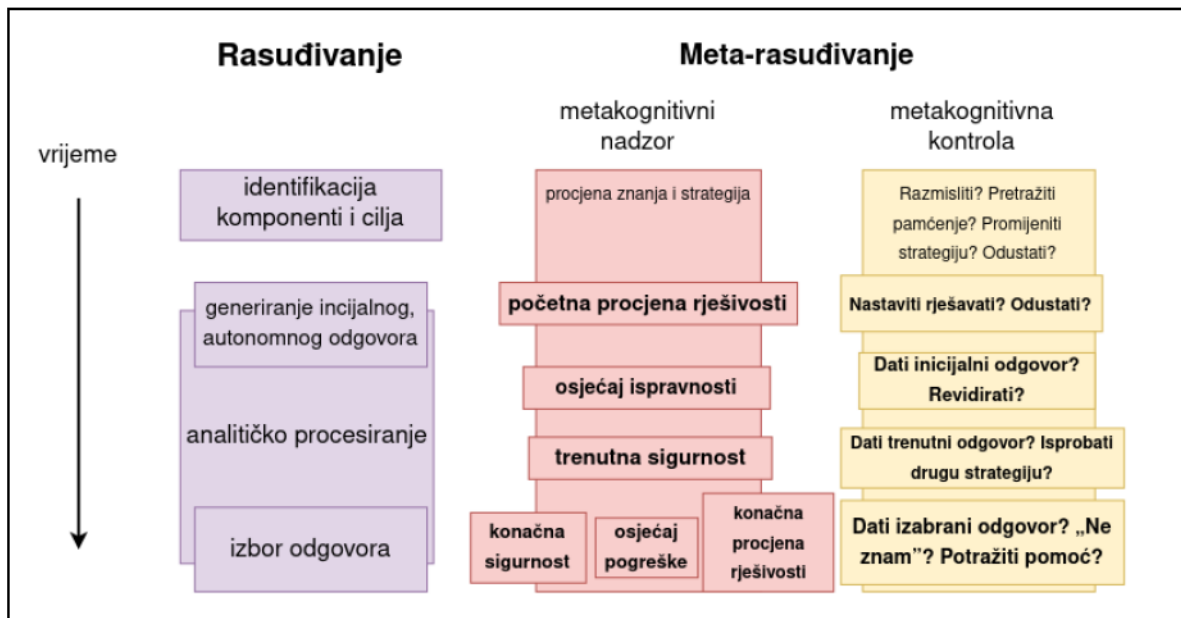 Rasuđivanje
Meta-rasuđivanje
metakognitivni
nadzor
metakognitivna
kontrola
vrijeme
identifikacija
komponenti i cilja
procjena znanja i strategija
Razmisliti? Pretražiti
pamćenje? Promijeniti
strategiju? Odustati?
generiranje incijalnog,
autonomnog odgovora
početna procjena rješivosti
Nastaviti rješavati? Odustati?
osjećaj ispravnosti
Dati inicijalni odgovor?
Revidirati?
analitičko procesiranje
trenutna sigurnost
Dati trenutni odgovor? Isprobati
drugu strategiju?
izbor odgovora
konačna
sigurnost
osjećaj
pogreške
konačna
procjena
rješivosti
Dati izabrani odgovor? „Ne
znam”? Potražiti pomoć?